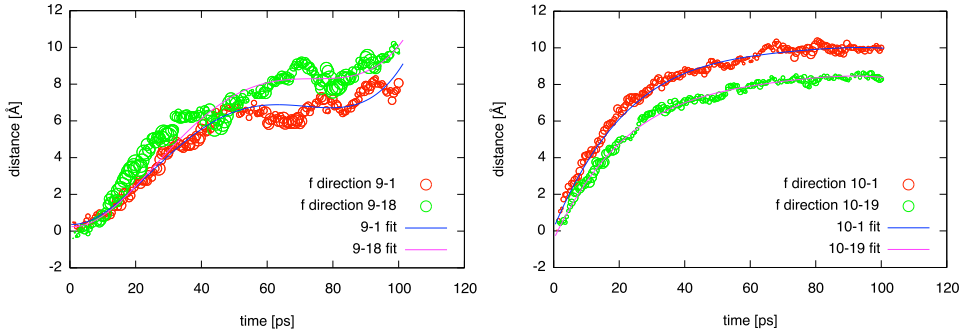 12
10
8
6
4
2
0
-2
distance [Å]
0 20 40 60 80 100 120
time [ps]
f direction 9-1
f direction 9-18
9-1 fit
9-18 fit
12
10
8
6
4
2
0
-2
distance [Å]
0 20 40 60 80 100 120
time [ps]
f direction 10-1
f direction 10-19
10-1 fit
10-19 fit